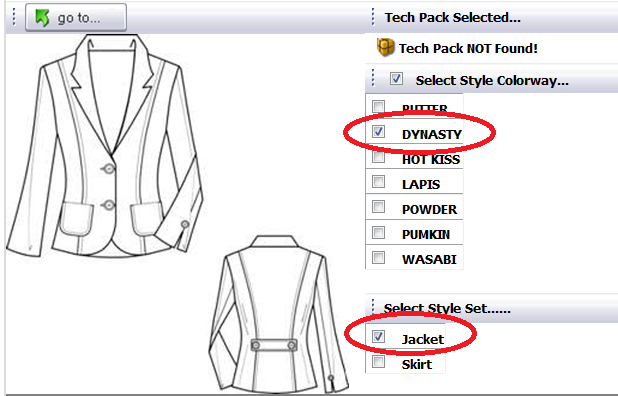 go to...
Tech Pack Selected...
Tech Pack NOT Found!
Select Style Colorway...
BUTTER
DYNASTY
HOT KISS
LAPIS
POWDER
PUMKIN
WASABI
Select Style Set......
Jacket
Skirt